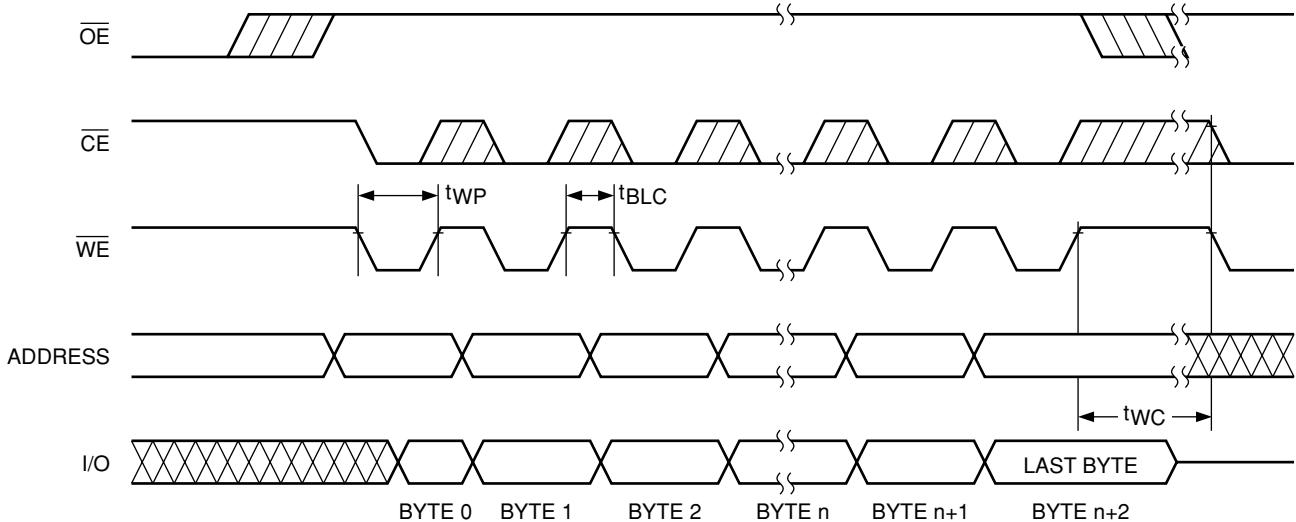 OE
CE
tWP
tBLC
WE
ADDRESS
tWC
I/O
LAST BYTE
BYTE 0 BYTE 1 BYTE 2 BYTE n BYTE n+1 BYTE n+2